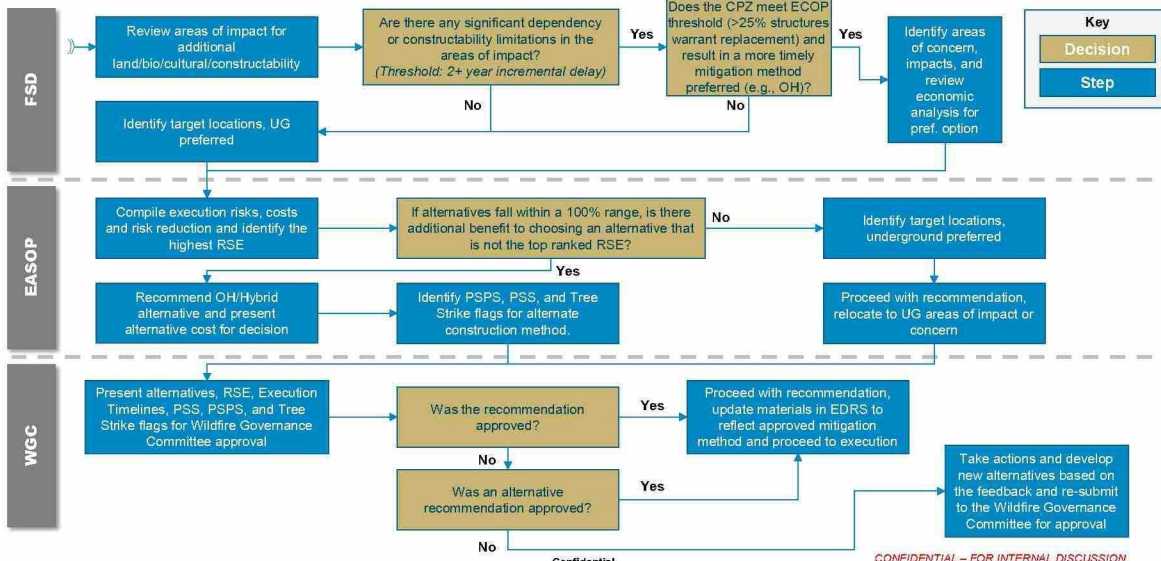 FSD
Review areas of impact for
additional
land/bio/cultural/constructability
Are there any significant dependency
or constructability limitations in the
areas of impact?
(Threshold: 2+ year incremental delay)
Yes
No
Does the CPZ meet ECOP
threshold (>25% structures
warrant replacement) and
result in a more timely
mitigation method
preferred (e.g., OH)?
Yes
No
Identify areas
of concern,
impacts, and
review
economic
analysis for
pref. option
Key
Decision
Step
Identify target locations, UG
preferred
EASOP
Compile execution risks, costs
and risk reduction and identify the
highest RSE
If alternatives fall within a 100% range, is there
additional benefit to choosing an alternative that
is not the top ranked RSE?
No
Yes
Identify target locations,
underground preferred
Recommend OH/Hybrid
alternative and present
alternative cost for decision
Identify PSPS, PSS, and Tree
Strike flags for alternate
construction method.
Proceed with recommendation,
relocate to UG areas of impact or
concern
WGC
Present alternatives, RSE, Execution
Timelines, PSS, PSPS, and Tree
Strike flags for Wildfire Governance
Committee approval
Was the recommendation
approved?
Yes
No
Proceed with recommendation,
update materials in EDRS to
reflect approved mitigation
method and proceed to execution
Was an alternative
recommendation approved?
Yes
No
Take actions and develop
new alternatives based on
the feedback and re-submit
to the Wildfire Governance
Committee for approval
Confidential
CONFIDENTIAL – FOR INTERNAL DISCUSSION